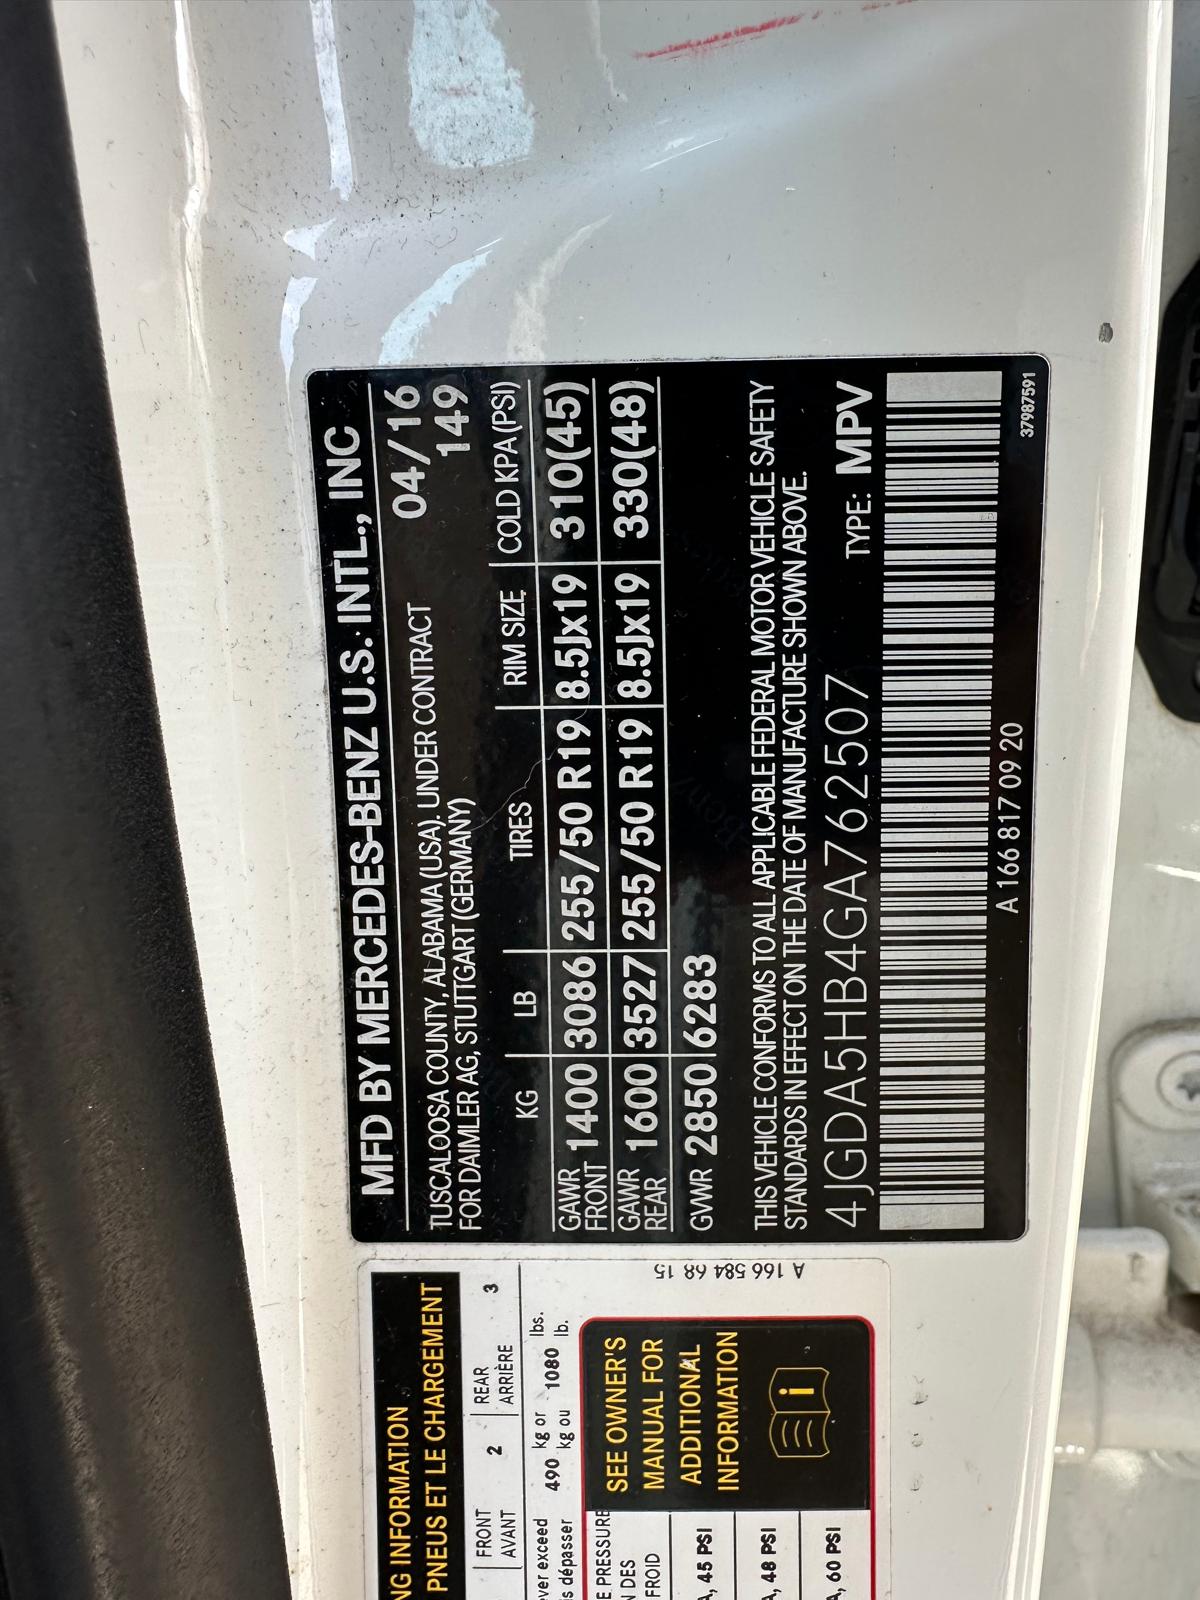 MFD BY MERCEDES-BENZ U.S. INTL., INC
TUSCALOOSA COUNTY, ALABAMA (USA). UNDER CONTRACT 04/16
FOR DAIMLER AG, STUTTGART (GERMANY) 149
KG LB TIRES RIM SIZE COLD KPA(PSI)
GAWR FRONT 1400 3086 255/50 R19 8.5Jx19 310(45)
GAWR REAR 1600 3527 255/50 R19 8.5Jx19 330(48)
GVWR 2850 6283
THIS VEHICLE CONFORMS TO ALL APPLICABLE FEDERAL MOTOR VEHICLE SAFETY
STANDARDS IN EFFECT ON THE DATE OF MANUFACTURE SHOWN ABOVE.
4JGDA5HB4GA762507 TYPE: MPV
A 166 817 09 20 37987591
NG INFORMATION
PNEUS ET LE CHARGEMENT
FRONT 2 REAR 3
AVANT ARRIÈRE
ver exceed 490 kg or 1080 lbs.
is dépasser kg ou lb.
E PRESSURE
N DES
FROID
A, 45 PSI
A, 48 PSI
A, 60 PSI
SEE OWNER'S
MANUAL FOR
ADDITIONAL
INFORMATION
i
A 166 584 68 15